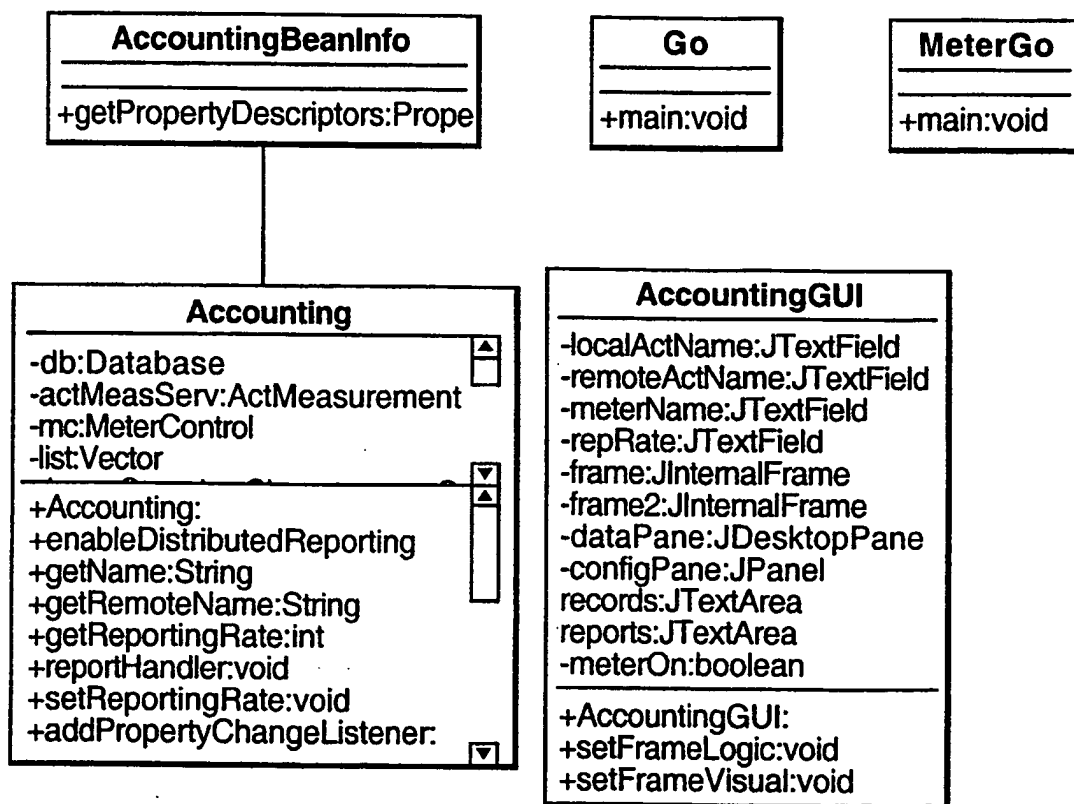 AccountingBeanInfo
+getPropertyDescriptors:Prope
Go
+main:void
MeterGo
+main:void
Accounting
-db:Database
-actMeasServ:ActMeasurement
-mc:MeterControl
-list:Vector
+Accounting:
+enableDistributedReporting
+getName:String
+getRemoteName:String
+getReportingRate:int
+reportHandler:void
+setReportingRate:void
+addPropertyChangeListener:
AccountingGUI
-localActName:JTextField
-remoteActName:JTextField
-meterName:JTextField
-repRate:JTextField
-frame:JInternalFrame
-frame2:JInternalFrame
-dataPane:JDesktopPane
-configPane:JPanel
records:JTextArea
reports:JTextArea
-meterOn:boolean
+AccountingGUI:
+setFrameLogic:void
+setFrameVisual:void